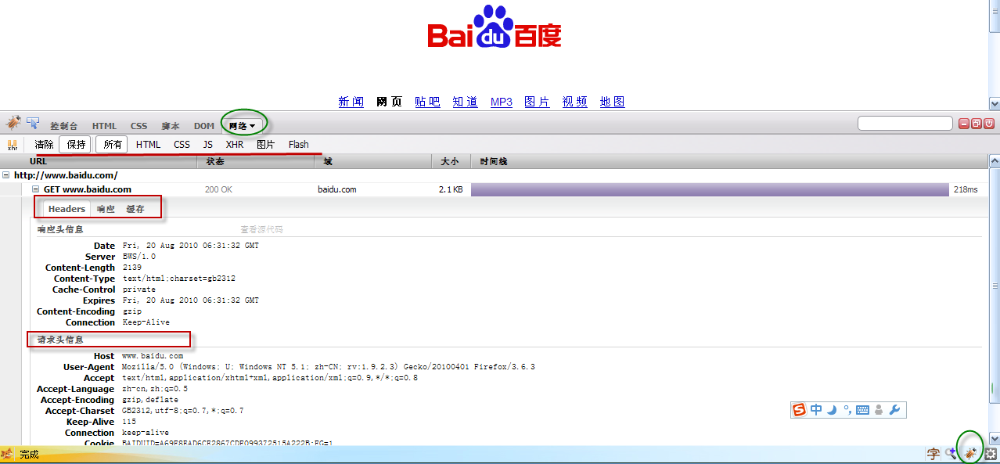 Bai du 百度
新闻 网页 贴吧 知道 MP3 图片 视频 地图
控制台 HTML CSS 脚本 DOM 网络
xhr 清除 保持 所有 HTML CSS JS XHR 图片 Flash
URL 状态 域 大小 时间线
http://www.baidu.com/
GET www.baidu.com 200 OK baidu.com 2.1 KB 218ms
Headers 响应 缓存
响应头信息 查看源代码
Date Fri, 20 Aug 2010 06:31:32 GMT
Server BWS/1.0
Content-Length 2139
Content-Type text/html;charset=gb2312
Cache-Control private
Expires Fri, 20 Aug 2010 06:31:32 GMT
Content-Encoding gzip
Connection Keep-Alive
请求头信息
Host www.baidu.com
User-Agent Mozilla/5.0 (Windows; U; Windows NT 5.1; zh-CN; rv:1.9.2.3) Gecko/20100401 Firefox/3.6.3
Accept text/html,application/xhtml+xml,application/xml;q=0.9,*/*;q=0.8
Accept-Language zh-cn,zh;q=0.5
Accept-Encoding gzip,deflate
Accept-Charset GB2312,utf-8;q=0.7,*;q=0.7
Keep-Alive 115
Connection keep-alive
Cookie
S 中
完成 字